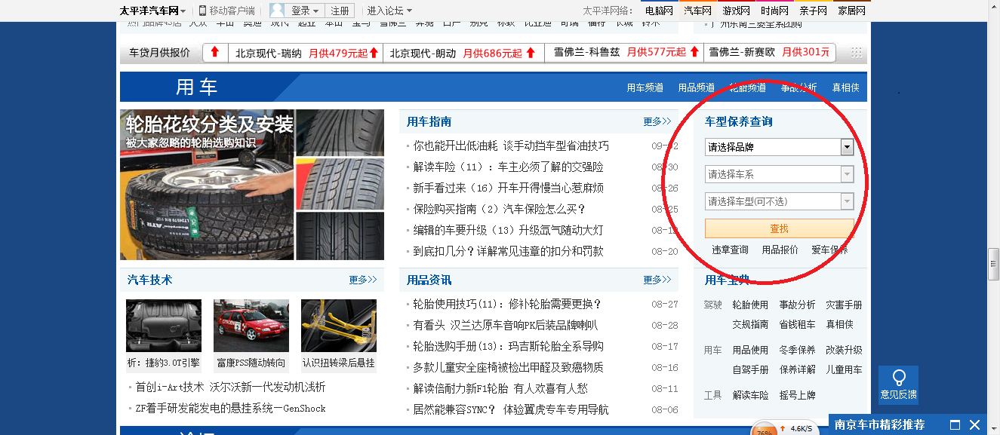 太平洋汽车网 移动客户端 登录 注册 进入论坛 太平洋网络： 电脑网 汽车网 游戏网 时尚网 亲子网 家居网
车贷月供报价 北京现代-瑞纳 月供479元起 北京现代-朗动 月供686元起 雪佛兰-科鲁兹 月供577元起 雪佛兰-新赛欧 月供301元
用车 用车频道 用品频道 轮胎频道 事故分析 真相侠
轮胎花纹分类及安装
被大家忽略的轮胎选购知识
用车指南 更多>>
你也能开出低油耗 谈手动挡车型省油技巧
解读车险（11）：车主必须了解的交强险 08-30
新手看过来（16）开车开得慢当心惹麻烦 08-26
保险购买指南（2）汽车保险怎么买？ 08-25
编辑的车要升级（13）升级氙气随动大灯
到底扣几分？详解常见违章的扣分和罚款 08-20
车型保养查询
请选择品牌
请选择车系
请选择车型(可不选)
查找
违章查询 用品报价 爱车保养
汽车技术 更多>>
析：捷豹3.0T引擎 富康PSS随动转向 认识扭转梁后悬挂
首创i-Art技术 沃尔沃新一代发动机浅析
ZF着手研发能发电的悬挂系统—GenShock
用品资讯 更多>>
轮胎使用技巧(11)：修补轮胎需要更换？ 08-27
有看头 汉兰达原车音响PK后装品牌喇叭 08-28
轮胎选购手册(13)：玛吉斯轮胎全系导购 08-17
多款儿童安全座椅被检出甲醛及致癌物质 08-16
解读倍耐力新F1轮胎 有人欢喜有人愁 08-11
居然能兼容SYNC？ 体验翼虎专车专用导航 08-06
用车宝典
驾驶 轮胎使用 事故分析 灾害手册
交规指南 省钱租车 真相侠
用车 用品使用 冬季保养 改装升级
自驾手册 保养详解 儿童用车
工具 解读车险 摇号上牌
意见反馈
76% 4.6K/S
南京车市精彩推荐